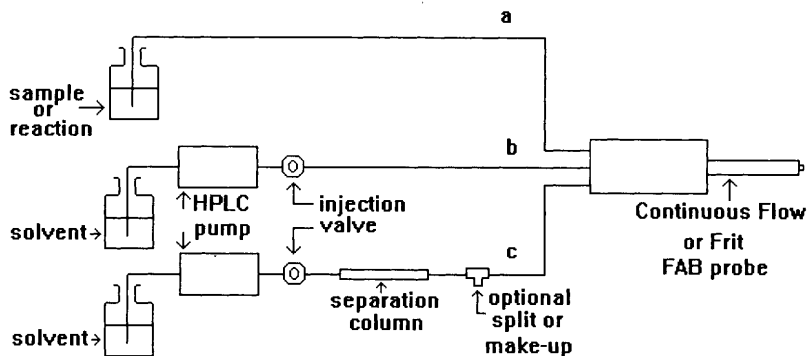 a
sample
or
reaction
b
HPLC
pump
injection
valve
solvent
Continuous Flow
or Frit
FAB probe
c
separation
column
optional
split or
make-up
solvent